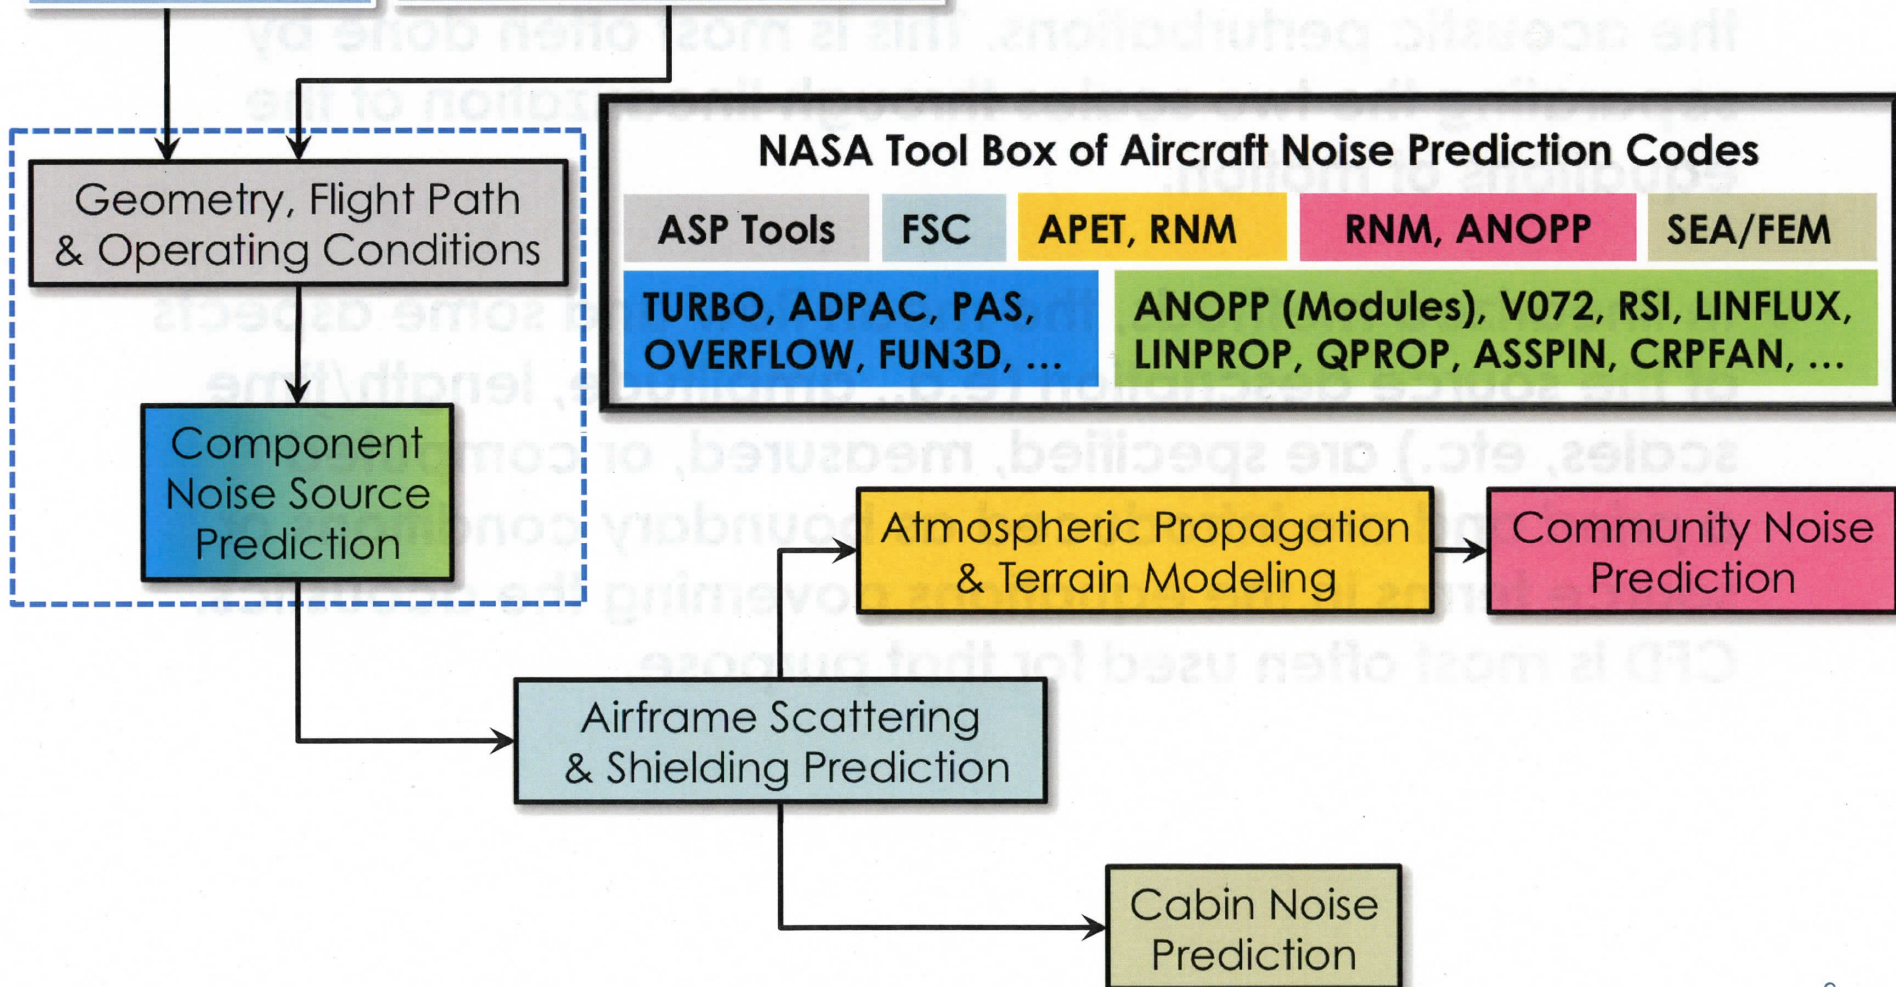 Geometry, Flight Path
& Operating Conditions
NASA Tool Box of Aircraft Noise Prediction Codes
ASP Tools
FSC
APET, RNM
RNM, ANOPP
SEA/FEM
TURBO, ADPAC, PAS,
OVERFLOW, FUN3D, ...
ANOPP (Modules), V072, RSI, LINFLUX,
LINPROP, QPROP, ASSPIN, CRPFAN, ...
Component
Noise Source
Prediction
Atmospheric Propagation
& Terrain Modeling
Community Noise
Prediction
Airframe Scattering
& Shielding Prediction
Cabin Noise
Prediction